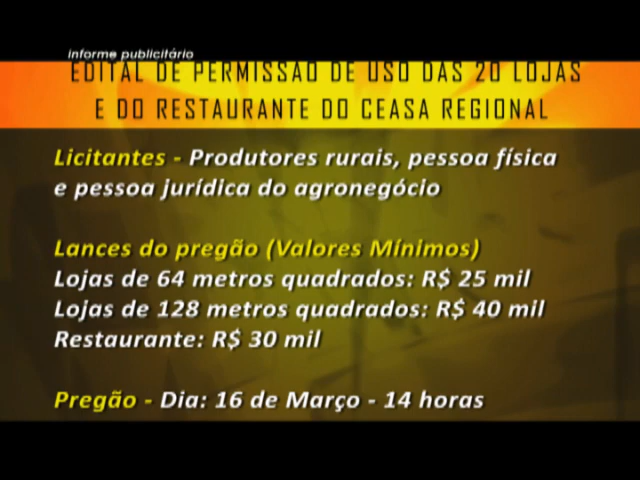 informe publicitário
EDITAL DE PERMISSÃO DE USO DAS 20 LOJAS
E DO RESTAURANTE DO CEASA REGIONAL
Licitantes - Produtores rurais, pessoa física
e pessoa jurídica do agronegócio
Lances do pregão (Valores Mínimos)
Lojas de 64 metros quadrados: R$ 25 mil
Lojas de 128 metros quadrados: R$ 40 mil
Restaurante: R$ 30 mil
Pregão - Dia: 16 de Março - 14 horas